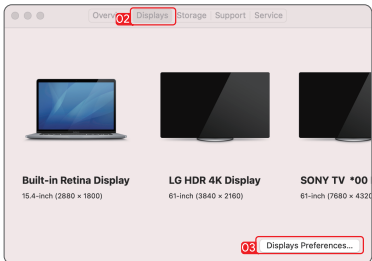 Overv
02
Displays
Storage
Support
Service
Built-in Retina Display
15.4-inch (2880 × 1800)
LG HDR 4K Display
61-inch (3840 × 2160)
SONY TV *00
61-inch (7680 × 4320
03
Displays Preferences...